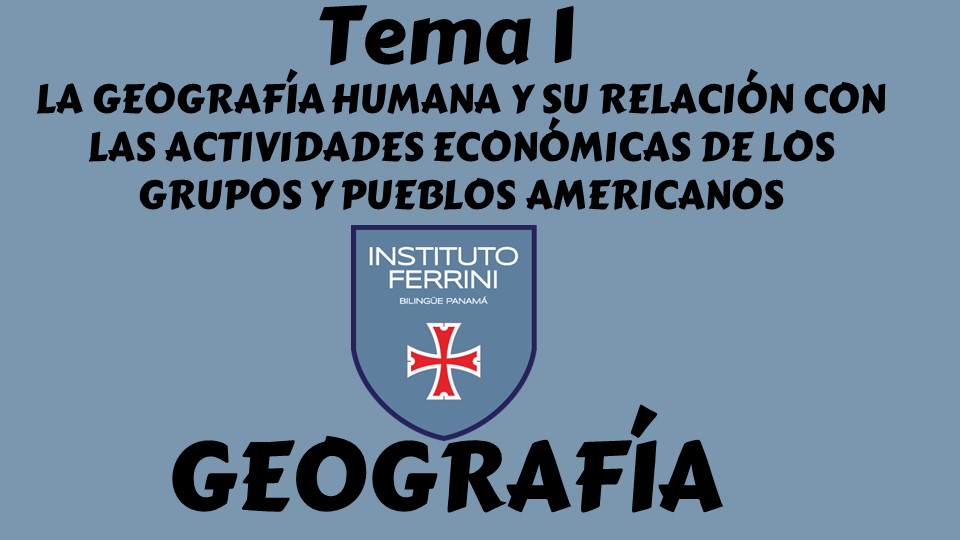 Tema 1
LA GEOGRAFÍA HUMANA Y SU RELACIÓN CON
LAS ACTIVIDADES ECONÓMICAS DE LOS
GRUPOS Y PUEBLOS AMERICANOS
INSTITUTO
FERRINI
BILINGÜE PANAMÁ
GEOGRAFÍA